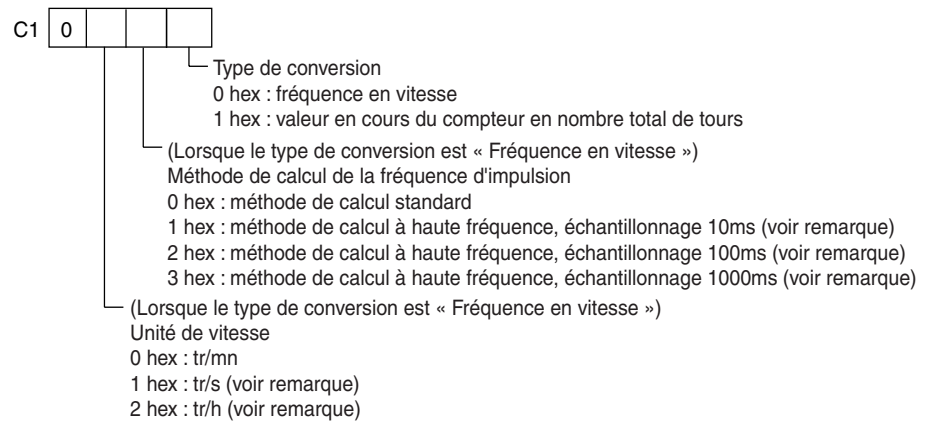 C1 0
Type de conversion
0 hex : fréquence en vitesse
1 hex : valeur en cours du compteur en nombre total de tours
(Lorsque le type de conversion est « Fréquence en vitesse »)
Méthode de calcul de la fréquence d'impulsion
0 hex : méthode de calcul standard
1 hex : méthode de calcul à haute fréquence, échantillonnage 10ms (voir remarque)
2 hex : méthode de calcul à haute fréquence, échantillonnage 100ms (voir remarque)
3 hex : méthode de calcul à haute fréquence, échantillonnage 1000ms (voir remarque)
(Lorsque le type de conversion est « Fréquence en vitesse »)
Unité de vitesse
0 hex : tr/mn
1 hex : tr/s (voir remarque)
2 hex : tr/h (voir remarque)